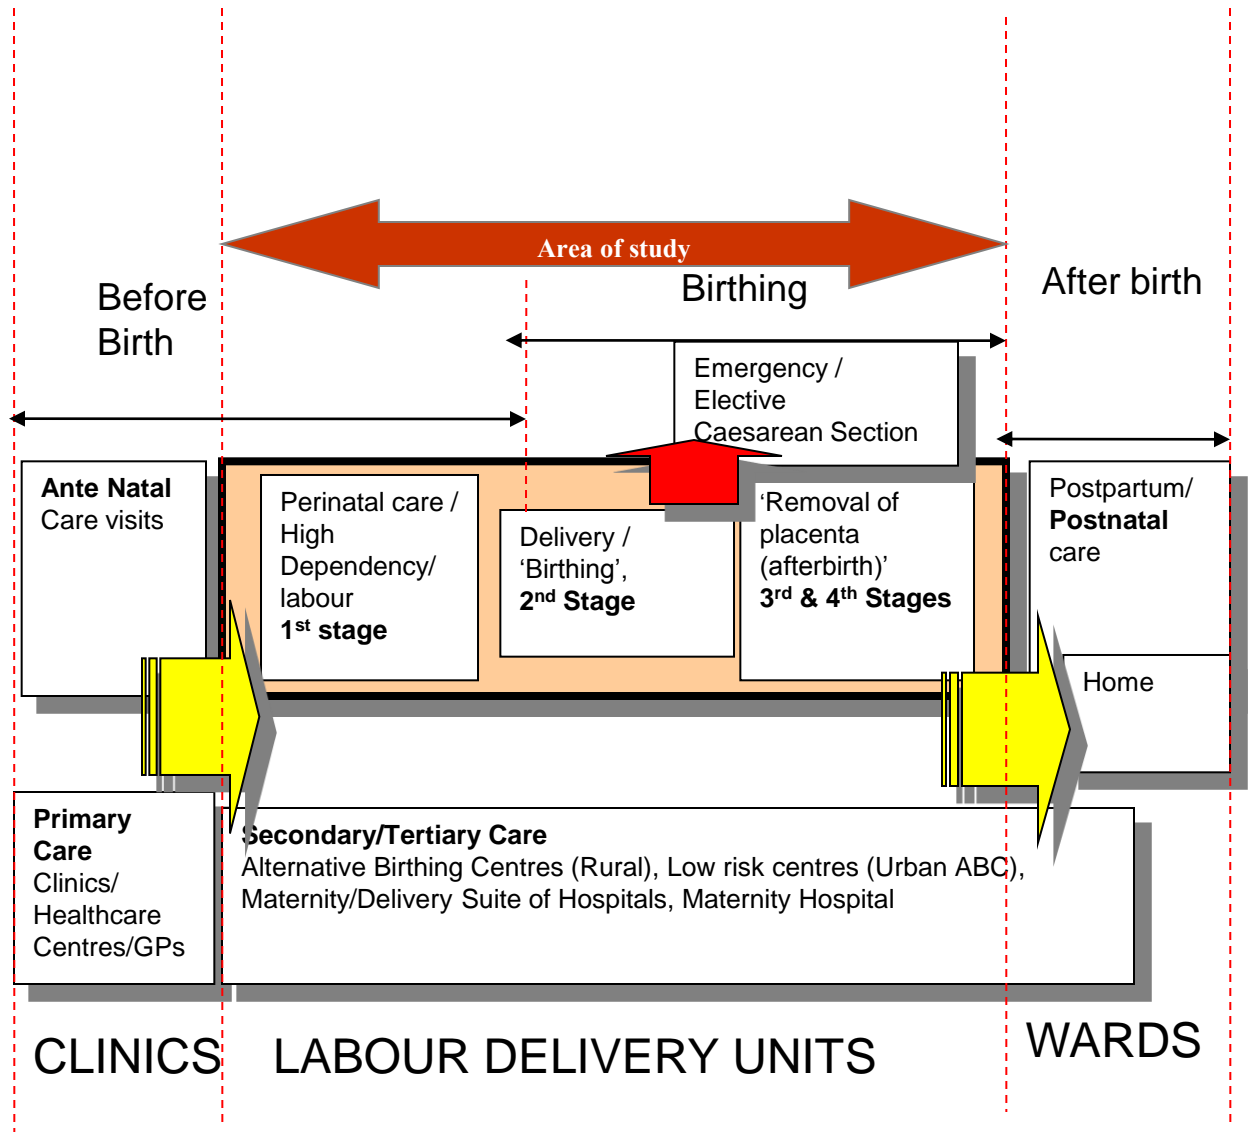 Area of study
Before
Birth
Birthing
After birth
Emergency /
Elective
Caesarean Section
Ante Natal
Care visits
Perinatal care /
High
Dependency/
labour
1st stage
Delivery /
‘Birthing’,
2nd Stage
‘Removal of
placenta
(afterbirth)’
3rd & 4th Stages
Postpartum/
Postnatal
care
Home
Primary
Care
Clinics/
Healthcare
Centres/GPs
Secondary/Tertiary Care
Alternative Birthing Centres (Rural), Low risk centres (Urban ABC),
Maternity/Delivery Suite of Hospitals, Maternity Hospital
CLINICS
LABOUR DELIVERY UNITS
WARDS